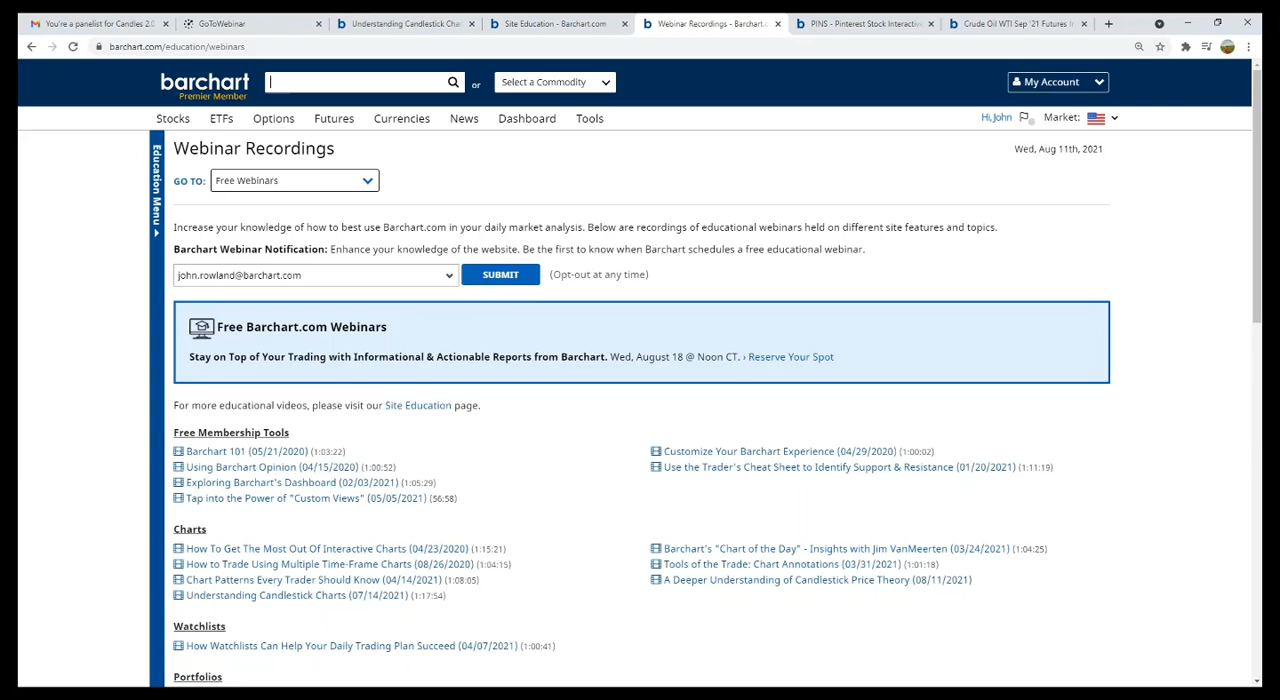 You're a panelist for Candles 2.0
GoToWebinar
Understanding Candlestick Cha
Site Education - Barchart.com
Webinar Recordings - Barchart.c
PINS - Pinterest Stock Interactiv
Crude Oil WTI Sep '21 Futures In
barchart.com/education/webinars
barchart
Premier Member
or
Select a Commodity
My Account
Stocks
ETFs
Options
Futures
Currencies
News
Dashboard
Tools
Hi, John
Market:
Education Menu
Webinar Recordings
Wed, Aug 11th, 2021
GO TO:
Free Webinars
Increase your knowledge of how to best use Barchart.com in your daily market analysis. Below are recordings of educational webinars held on different site features and topics.
Barchart Webinar Notification: Enhance your knowledge of the website. Be the first to know when Barchart schedules a free educational webinar.
john.rowland@barchart.com
SUBMIT
(Opt-out at any time)
Free Barchart.com Webinars
Stay on Top of Your Trading with Informational & Actionable Reports from Barchart. Wed, August 18 @ Noon CT. › Reserve Your Spot
For more educational videos, please visit our Site Education page.
Free Membership Tools
Barchart 101 (05/21/2020) (1:03:22)
Customize Your Barchart Experience (04/29/2020) (1:00:02)
Using Barchart Opinion (04/15/2020) (1:00:52)
Use the Trader's Cheat Sheet to Identify Support & Resistance (01/20/2021) (1:11:19)
Exploring Barchart's Dashboard (02/03/2021) (1:05:29)
Tap into the Power of "Custom Views" (05/05/2021) (56:58)
Charts
How To Get The Most Out Of Interactive Charts (04/23/2020) (1:15:21)
Barchart's "Chart of the Day" - Insights with Jim VanMeerten (03/24/2021) (1:04:25)
How to Trade Using Multiple Time-Frame Charts (08/26/2020) (1:04:15)
Tools of the Trade: Chart Annotations (03/31/2021) (1:01:18)
Chart Patterns Every Trader Should Know (04/14/2021) (1:08:05)
A Deeper Understanding of Candlestick Price Theory (08/11/2021)
Understanding Candlestick Charts (07/14/2021) (1:17:54)
Watchlists
How Watchlists Can Help Your Daily Trading Plan Succeed (04/07/2021) (1:00:41)
Portfolios